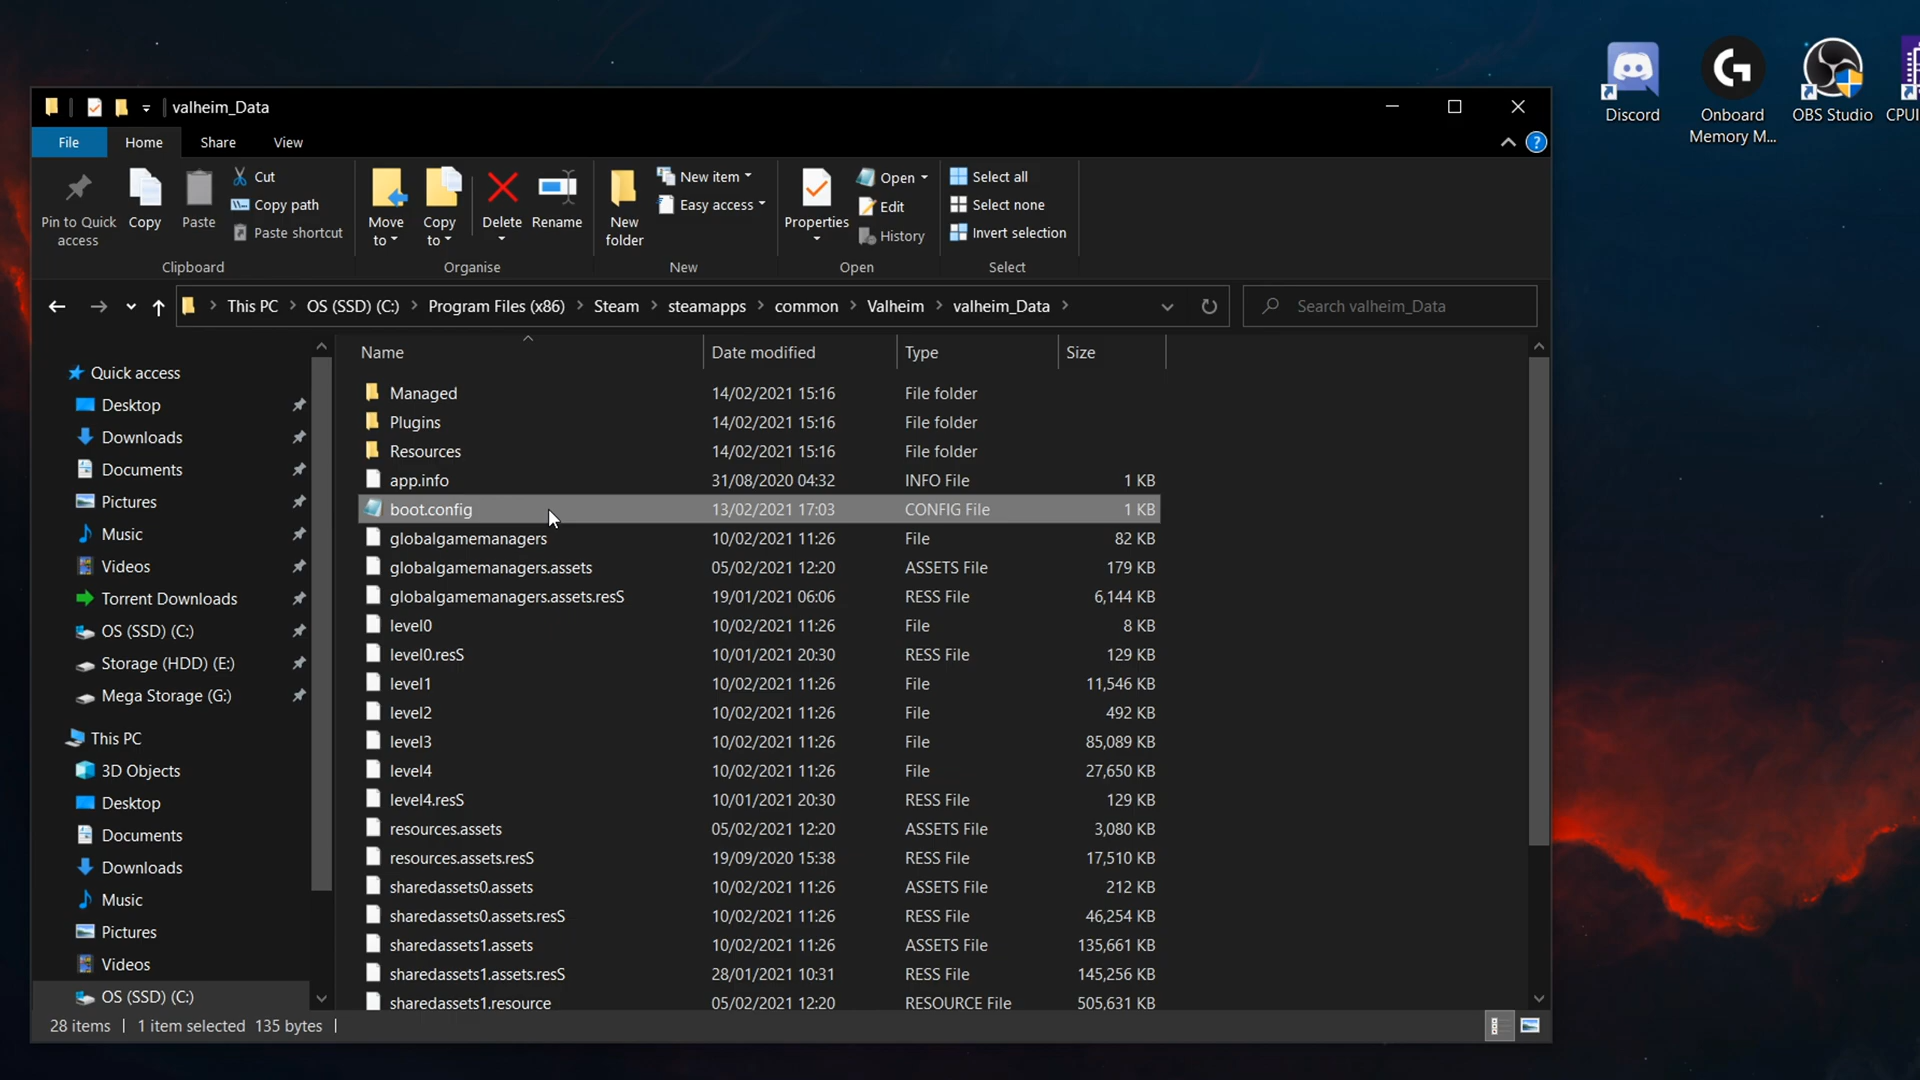 valheim_Data
File Home Share View
Pin to Quick access
Copy
Paste
Cut
Copy path
Paste shortcut
Clipboard
Move to
Copy to
Delete
Rename
Organise
New folder
New item
Easy access
New
Properties
Open
Edit
History
Open
Select all
Select none
Invert selection
Select
This PC > OS (SSD) (C:) > Program Files (x86) > Steam > steamapps > common > Valheim > valheim_Data >
Search valheim_Data
Quick access
Desktop
Downloads
Documents
Pictures
Music
Videos
Torrent Downloads
OS (SSD) (C:)
Storage (HDD) (E:)
Mega Storage (G:)
This PC
3D Objects
Desktop
Documents
Downloads
Music
Pictures
Videos
OS (SSD) (C:)
Name Date modified Type Size
Managed 14/02/2021 15:16 File folder
Plugins 14/02/2021 15:16 File folder
Resources 14/02/2021 15:16 File folder
app.info 31/08/2020 04:32 INFO File 1 KB
boot.config 13/02/2021 17:03 CONFIG File 1 KB
globalgamemanagers 10/02/2021 11:26 File 82 KB
globalgamemanagers.assets 05/02/2021 12:20 ASSETS File 179 KB
globalgamemanagers.assets.resS 19/01/2021 06:06 RESS File 6,144 KB
level0 10/02/2021 11:26 File 8 KB
level0.resS 10/01/2021 20:30 RESS File 129 KB
level1 10/02/2021 11:26 File 11,546 KB
level2 10/02/2021 11:26 File 492 KB
level3 10/02/2021 11:26 File 85,089 KB
level4 10/02/2021 11:26 File 27,650 KB
level4.resS 10/01/2021 20:30 RESS File 129 KB
resources.assets 05/02/2021 12:20 ASSETS File 3,080 KB
resources.assets.resS 19/09/2020 15:38 RESS File 17,510 KB
sharedassets0.assets 10/02/2021 11:26 ASSETS File 212 KB
sharedassets0.assets.resS 10/02/2021 11:26 RESS File 46,254 KB
sharedassets1.assets 10/02/2021 11:26 ASSETS File 135,661 KB
sharedassets1.assets.resS 28/01/2021 10:31 RESS File 145,256 KB
sharedassets1.resource 05/02/2021 12:20 RESOURCE File 505,631 KB
28 items 1 item selected 135 bytes
Discord
Onboard
Memory M...
OBS Studio
CPUI